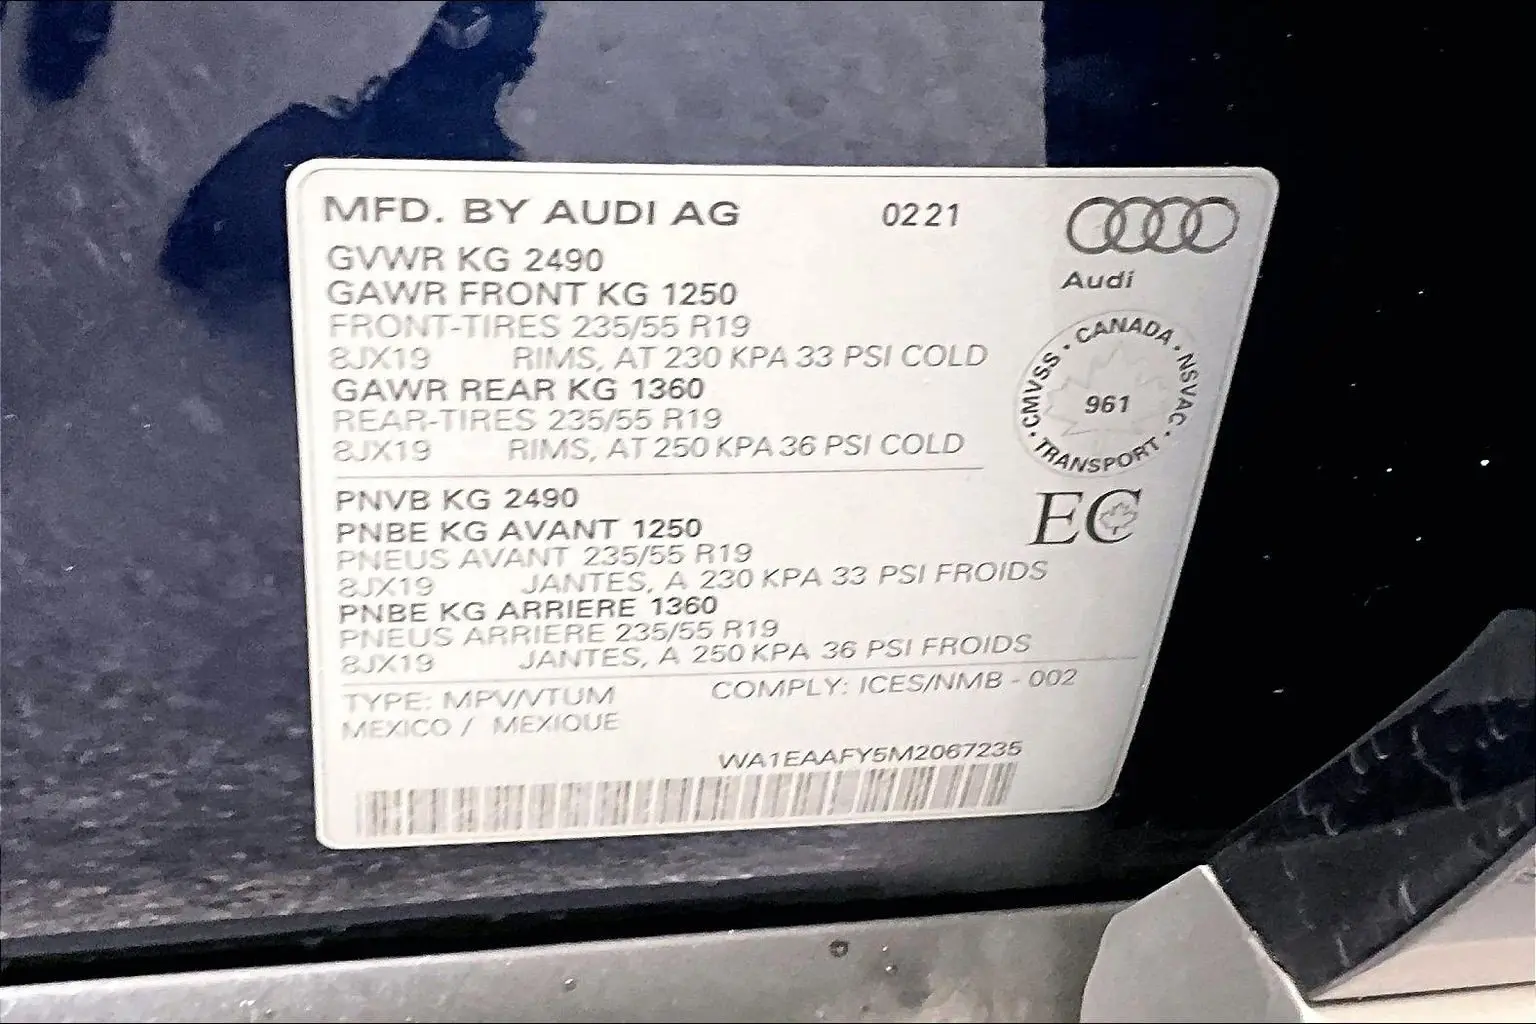 MFD. BY AUDI AG 0221
Audi
GVWR KG 2490
GAWR FRONT KG 1250
FRONT-TIRES 235/55 R19
8JX19 RIMS, AT 230 KPA 33 PSI COLD
GAWR REAR KG 1360
REAR-TIRES 235/55 R19
8JX19 RIMS, AT 250 KPA 36 PSI COLD
CANADA · NSVAC · TRANSPORT · CMVSS ·
961
EC
PNVB KG 2490
PNBE KG AVANT 1250
PNEUS AVANT 235/55 R19
8JX19 JANTES, A 230 KPA 33 PSI FROIDS
PNBE KG ARRIERE 1360
PNEUS ARRIERE 235/55 R19
8JX19 JANTES, A 250 KPA 36 PSI FROIDS
TYPE: MPV/VTUM COMPLY: ICES/NMB - 002
MEXICO / MEXIQUE
WA1EAAFY5M2067235